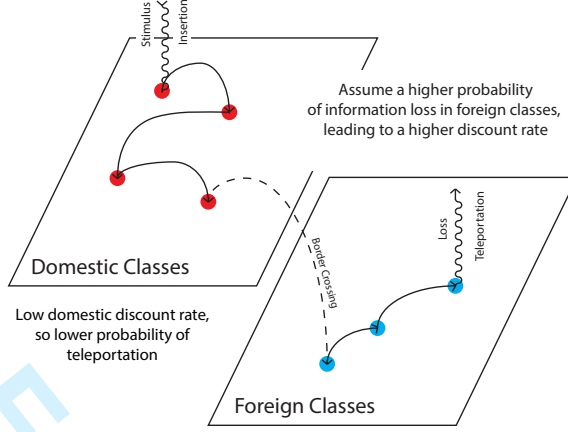 Stimulus
Insertion
Assume a higher probability
of information loss in foreign classes,
leading to a higher discount rate
Loss
Teleportation
Border Crossing
Domestic Classes
Low domestic discount rate,
so lower probability of
teleportation
Foreign Classes
E